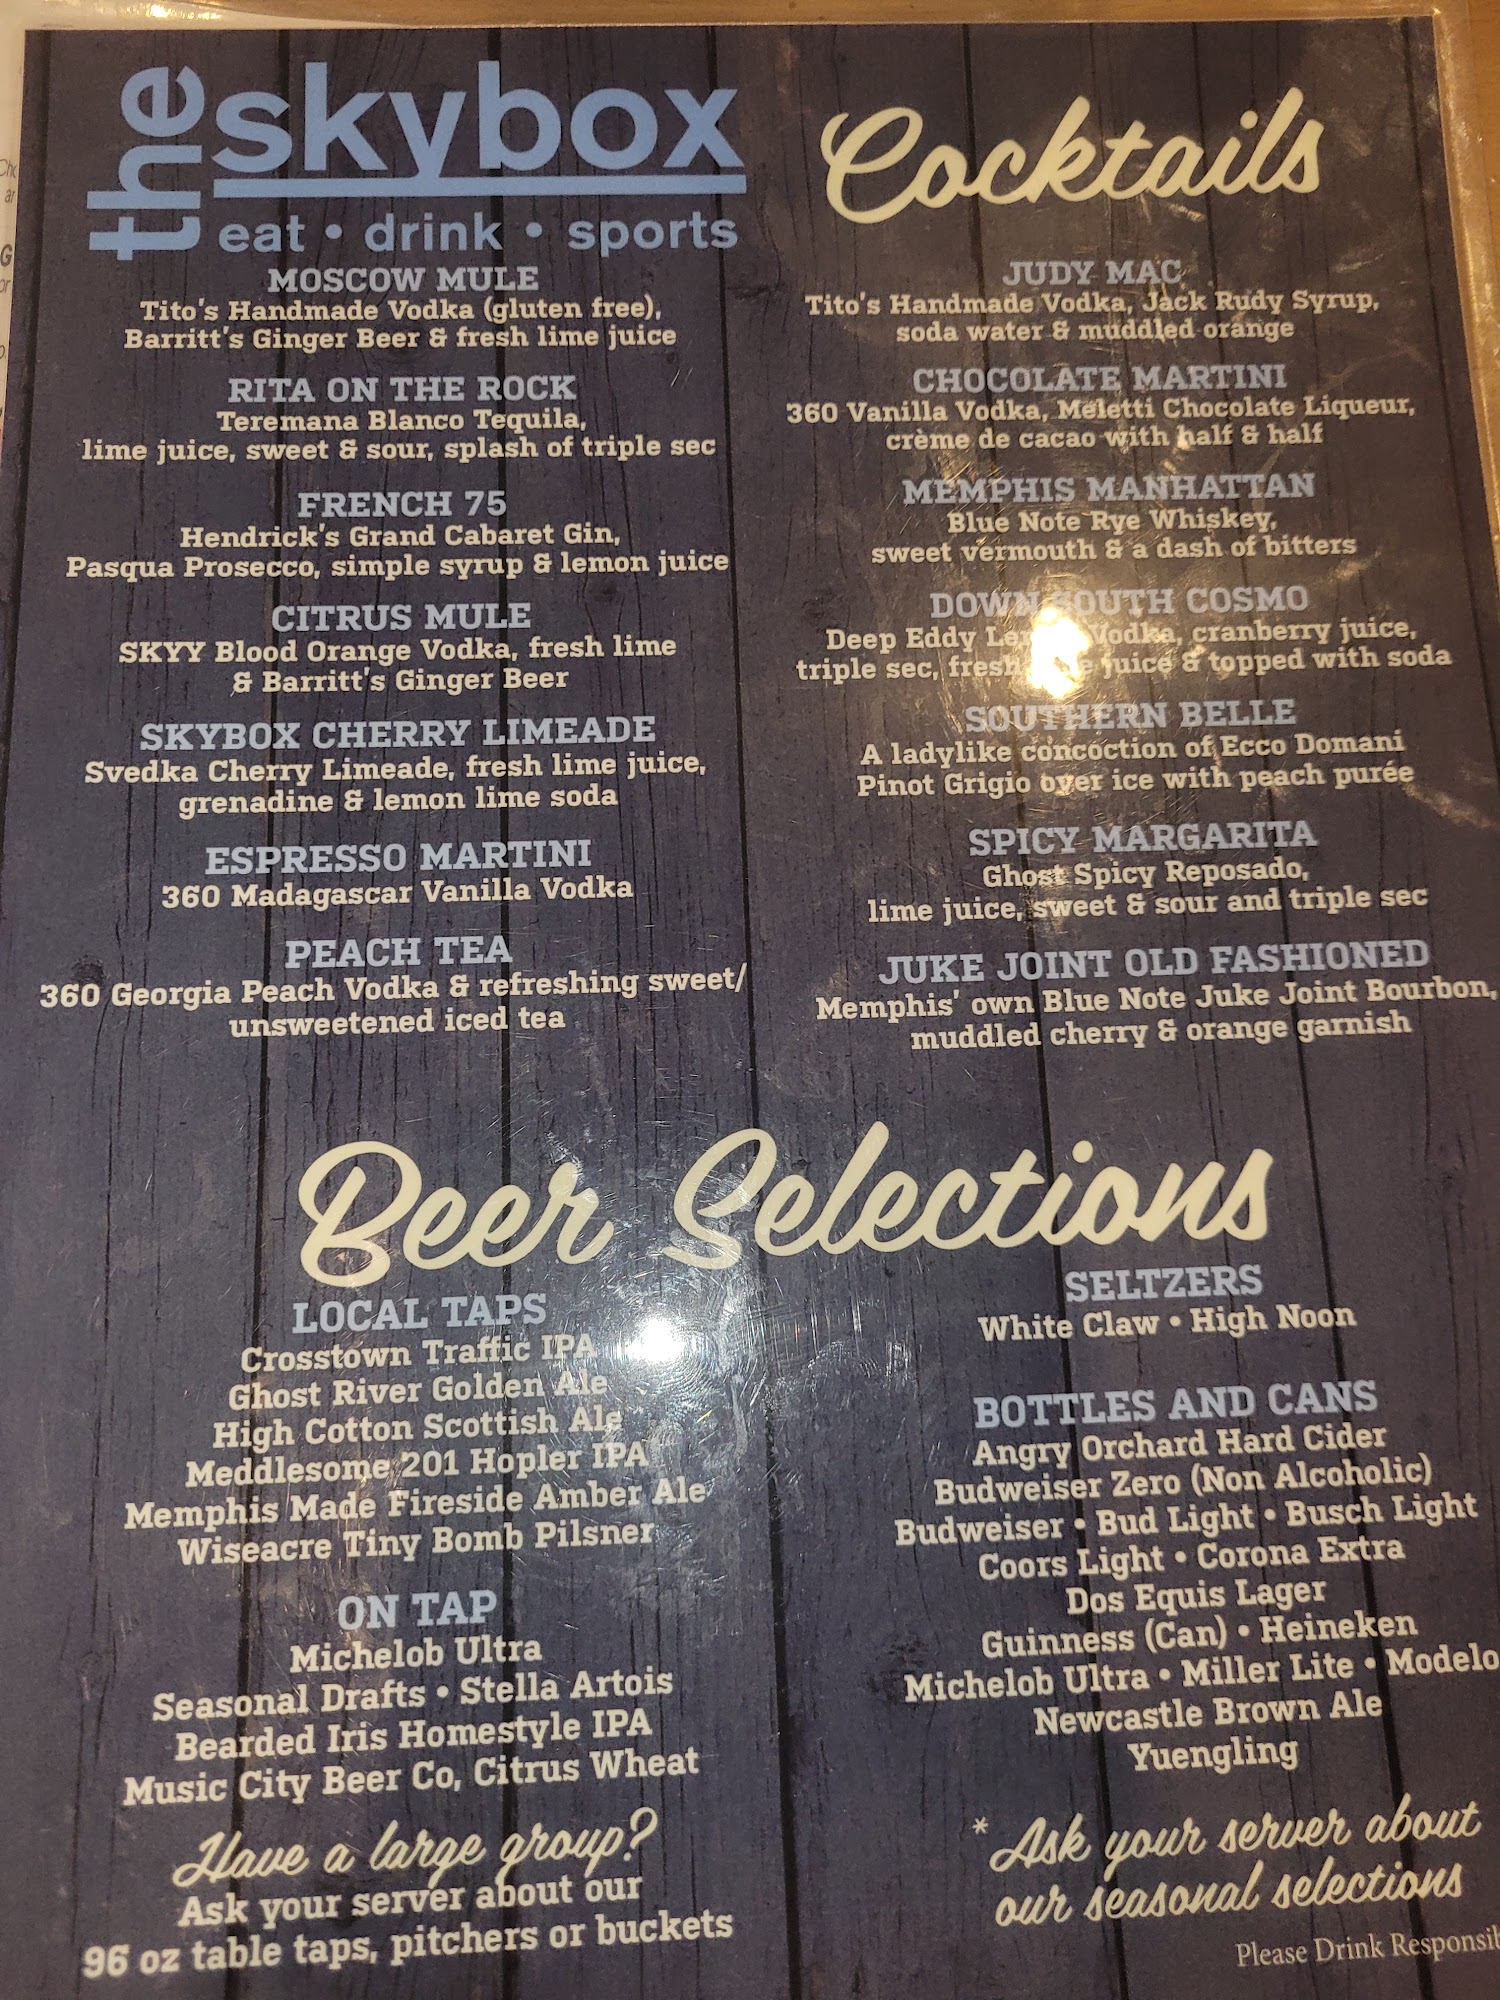 the skybox
eat • drink • sports
MOSCOW MULE
Tito's Handmade Vodka (gluten free),
Barritt's Ginger Beer & fresh lime juice
RITA ON THE ROCK
Teremana Blanco Tequila,
lime juice, sweet & sour, splash of triple sec
FRENCH 75
Hendrick's Grand Cabaret Gin,
Pasqua Prosecco, simple syrup & lemon juice
CITRUS MULE
SKYY Blood Orange Vodka, fresh lime
& Barritt's Ginger Beer
SKYBOX CHERRY LIMEADE
Svedka Cherry Limeade, fresh lime juice,
grenadine & lemon lime soda
ESPRESSO MARTINI
360 Madagascar Vanilla Vodka
PEACH TEA
360 Georgia Peach Vodka & refreshing sweet/
unsweetened iced tea
Cocktails
JUDY MAC
Tito's Handmade Vodka, Jack Rudy Syrup,
soda water & muddled orange
CHOCOLATE MARTINI
360 Vanilla Vodka, Meletti Chocolate Liqueur,
crème de cacao with half & half
MEMPHIS MANHATTAN
Blue Note Rye Whiskey,
sweet vermouth & a dash of bitters
DOWN SOUTH COSMO
Deep Eddy Vodka, cranberry juice,
triple sec, fresh juice & topped with soda
SOUTHERN BELLE
A ladylike concoction of Ecco Domani
Pinot Grigio over ice with peach purée
SPICY MARGARITA
Ghost Spicy Reposado,
lime juice, sweet & sour and triple sec
JUKE JOINT OLD FASHIONED
Memphis' own Blue Note Juke Joint Bourbon,
muddled cherry & orange garnish
Beer Selections
LOCAL TAPS
Crosstown Traffic IPA
Ghost River Golden Ale
High Cotton Scottish Ale
Meddlesome 201 Hopler IPA
Memphis Made Fireside Amber Ale
Wiseacre Tiny Bomb Pilsner
ON TAP
Michelob Ultra
Seasonal Drafts • Stella Artois
Bearded Iris Homestyle IPA
Music City Beer Co, Citrus Wheat
Have a large group?
Ask your server about our
96 oz table taps, pitchers or buckets
SELTZERS
White Claw • High Noon
BOTTLES AND CANS
Angry Orchard Hard Cider
Budweiser Zero (Non Alcoholic)
Budweiser • Bud Light • Busch Light
Coors Light • Corona Extra
Dos Equis Lager
Guinness (Can) • Heineken
Michelob Ultra • Miller Lite • Modelo
Newcastle Brown Ale
Yuengling
* Ask your server about
our seasonal selections
Please Drink Responsib